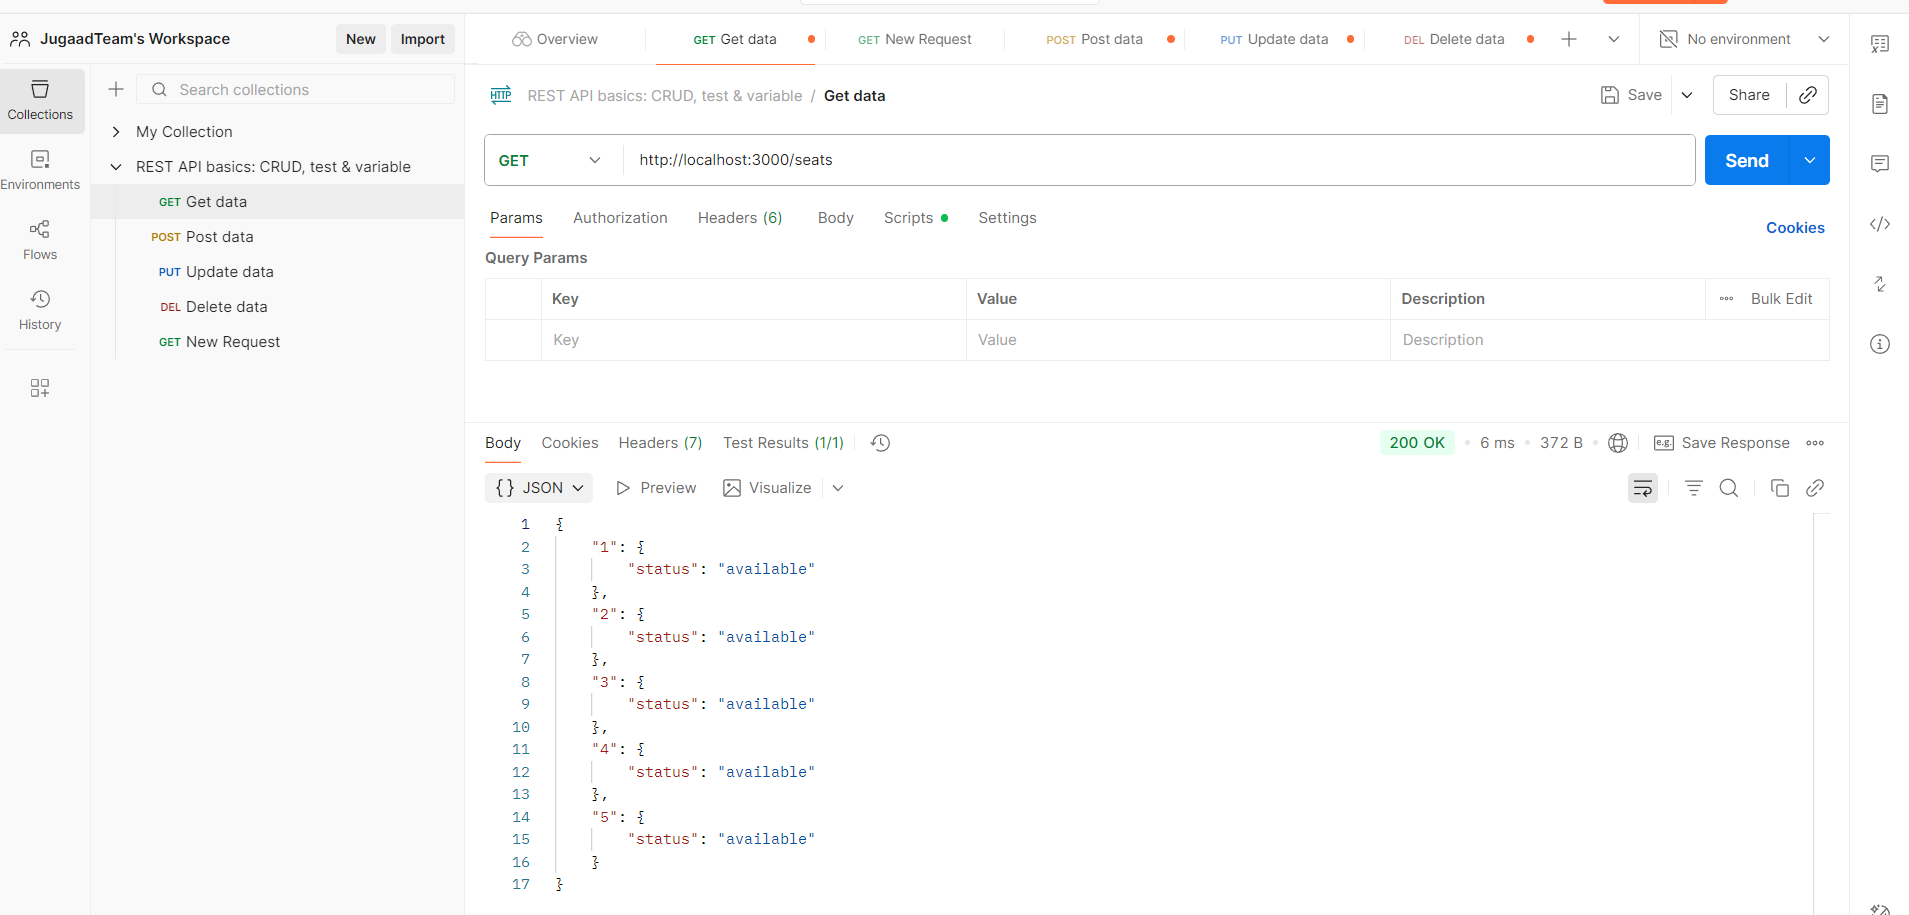 JugaadTeam's Workspace
New
Import
Overview
GET Get data
GET New Request
POST Post data
PUT Update data
DEL Delete data
No environment
Collections
Environments
Flows
History
Search collections
My Collection
REST API basics: CRUD, test & variable
GET Get data
POST Post data
PUT Update data
DEL Delete data
GET New Request
HTTP REST API basics: CRUD, test & variable / Get data
Save
Share
GET http://localhost:3000/seats
Send
Params Authorization Headers (6) Body Scripts Settings
Cookies
Query Params
Key Value Description Bulk Edit
Key Value Description
Body Cookies Headers (7) Test Results (1/1)
200 OK 6 ms 372 B e.g. Save Response
{} JSON Preview Visualize
1 {
2 "1": {
3 "status": "available"
4 },
5 "2": {
6 "status": "available"
7 },
8 "3": {
9 "status": "available"
10 },
11 "4": {
12 "status": "available"
13 },
14 "5": {
15 "status": "available"
16 }
17 }